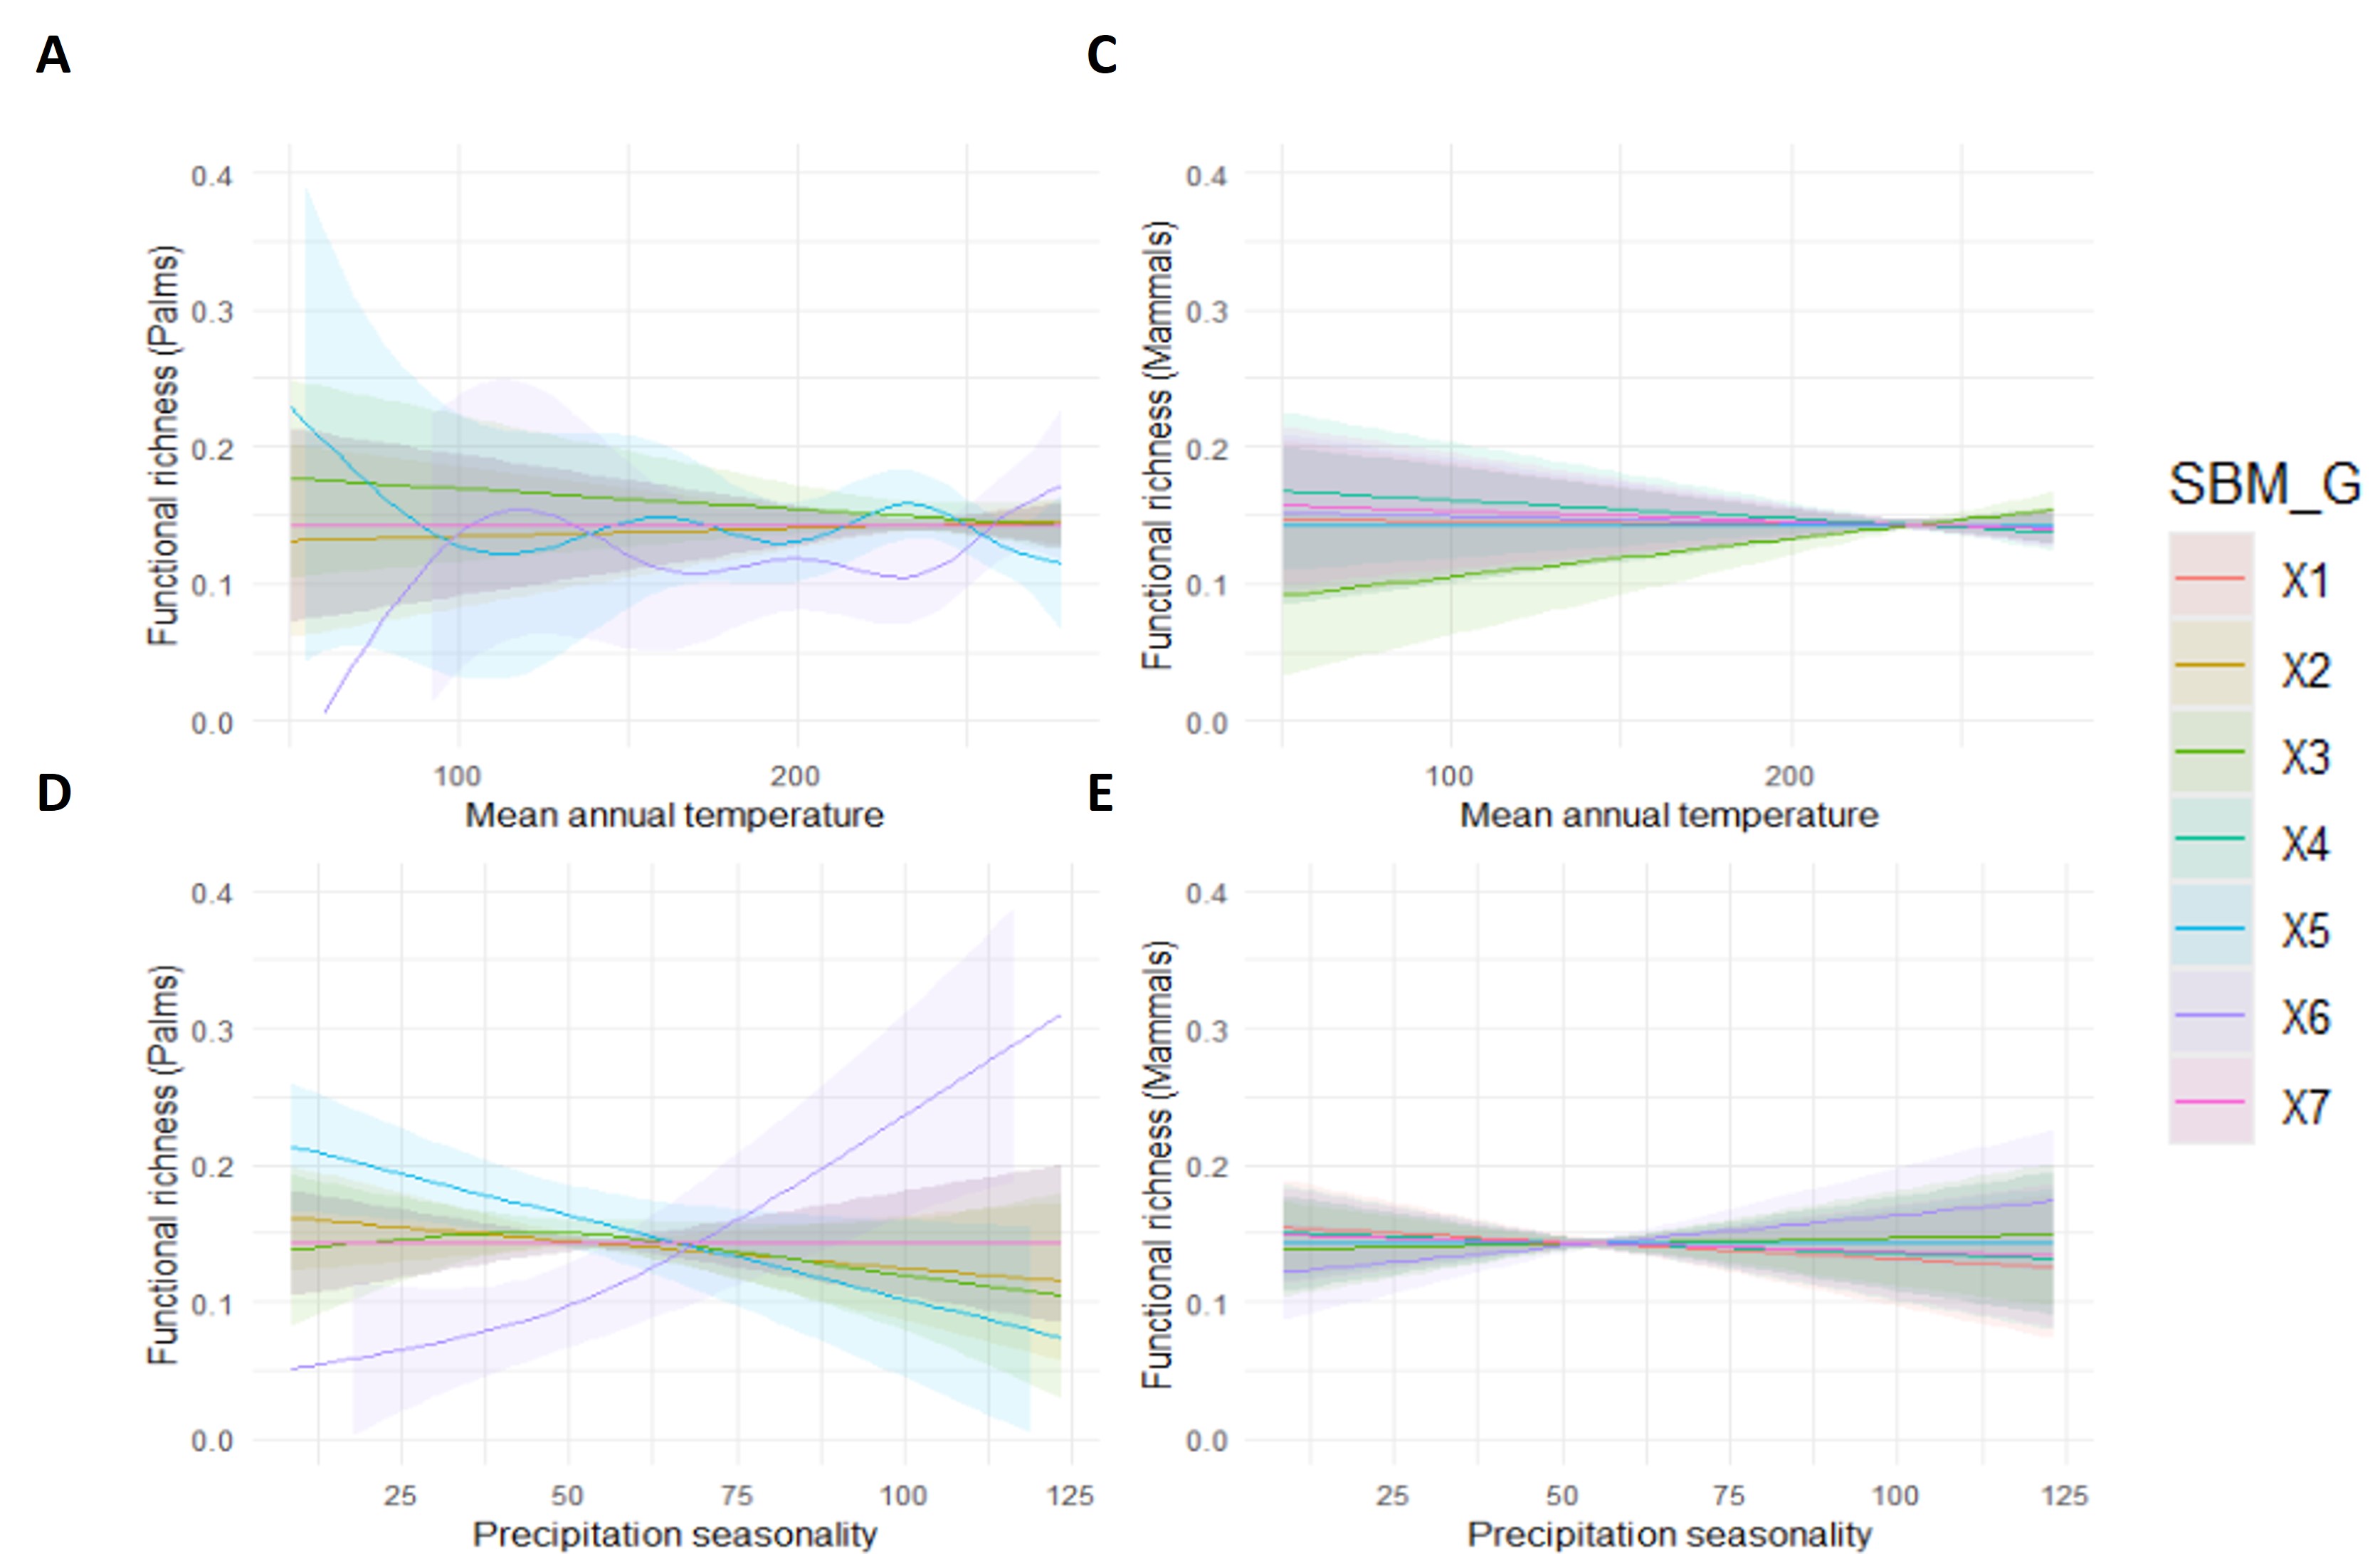 A
C
0.4
0.3
0.2
0.1
0.0
Functional richness (Palms)
100
200
Mean annual temperature
0.4
0.3
0.2
0.1
0.0
Functional richness (Mammals)
100
200
Mean annual temperature
D
E
0.4
0.3
0.2
0.1
0.0
Functional richness (Palms)
25
50
75
100
125
Precipitation seasonality
0.4
0.3
0.2
0.1
0.0
Functional richness (Mammals)
25
50
75
100
125
Precipitation seasonality
SBM_G
X1
X2
X3
X4
X5
X6
X7